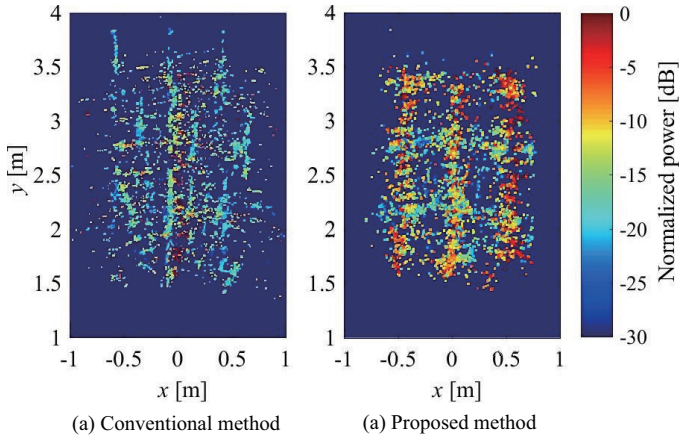 4
3.5
3
2.5
2
1.5
1
y [m]
-1 -0.5 0 0.5 1
x [m]
(a) Conventional method
4
3.5
3
2.5
2
1.5
1
-1 -0.5 0 0.5 1
x [m]
(a) Proposed method
0
-5
-10
-15
-20
-25
-30
Normalized power [dB]